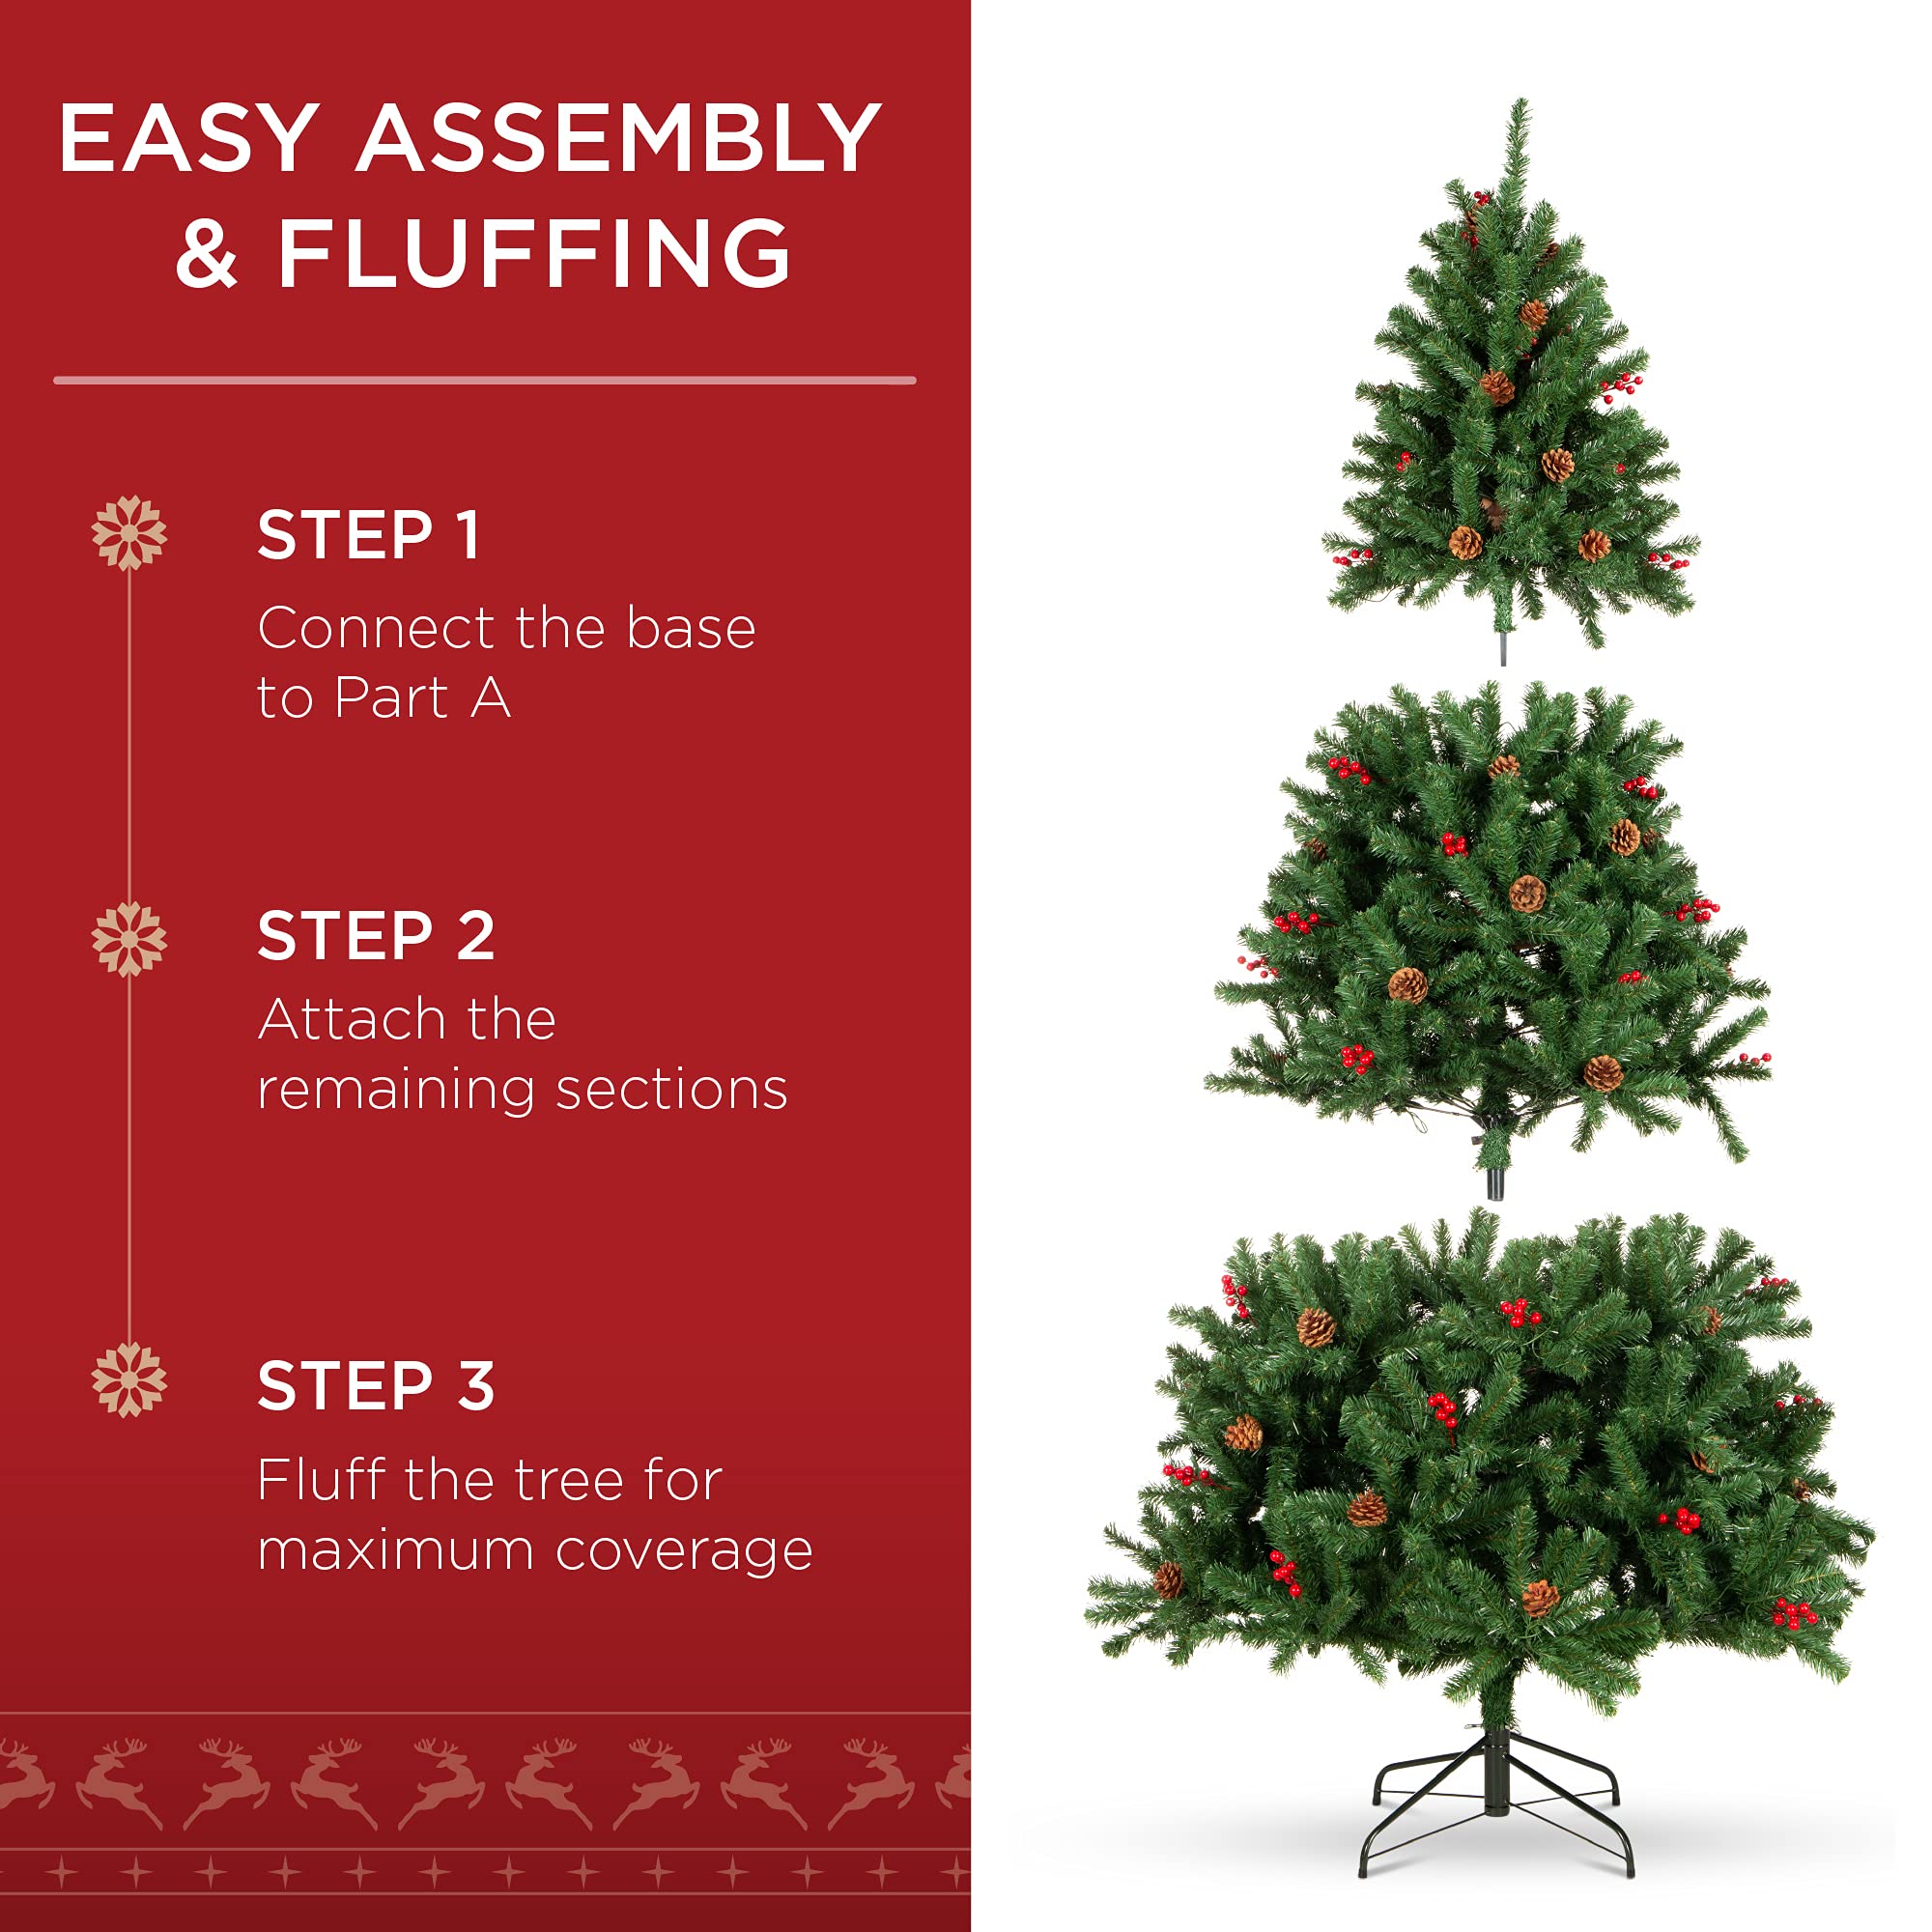 EASY ASSEMBLY
& FLUFFING
STEP 1
Connect the base
to Part A
STEP 2
Attach the
remaining sections
STEP 3
Fluff the tree for
maximum coverage